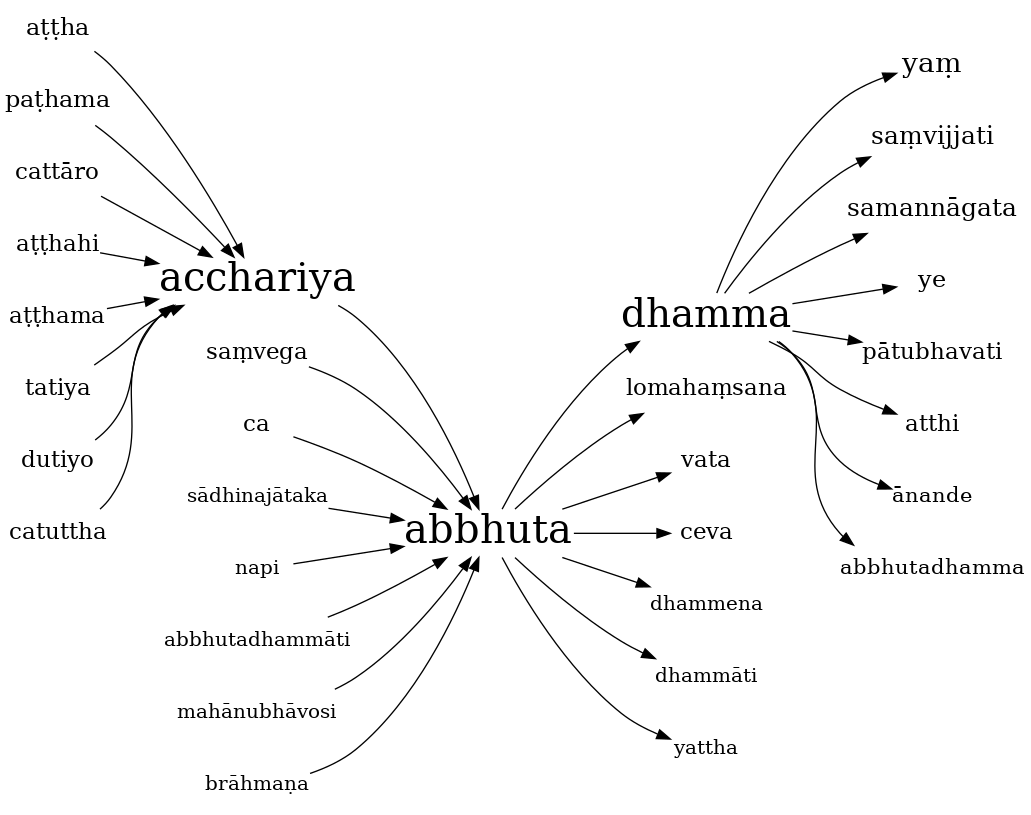 aṭṭha
paṭhama
cattāro
aṭṭhahi
aṭṭhama
tatiya
dutiyo
catuttha
acchariya
saṃvega
ca
sādhinajātaka
napi
abbhutadhammāti
mahānubhāvosi
brāhmaṇa
abbhuta
dhamma
lomahaṃsana
vata
ceva
dhammena
dhammāti
yattha
yaṃ
saṃvijjati
samannāgata
ye
pātubhavati
atthi
ānande
abbhutadhamma